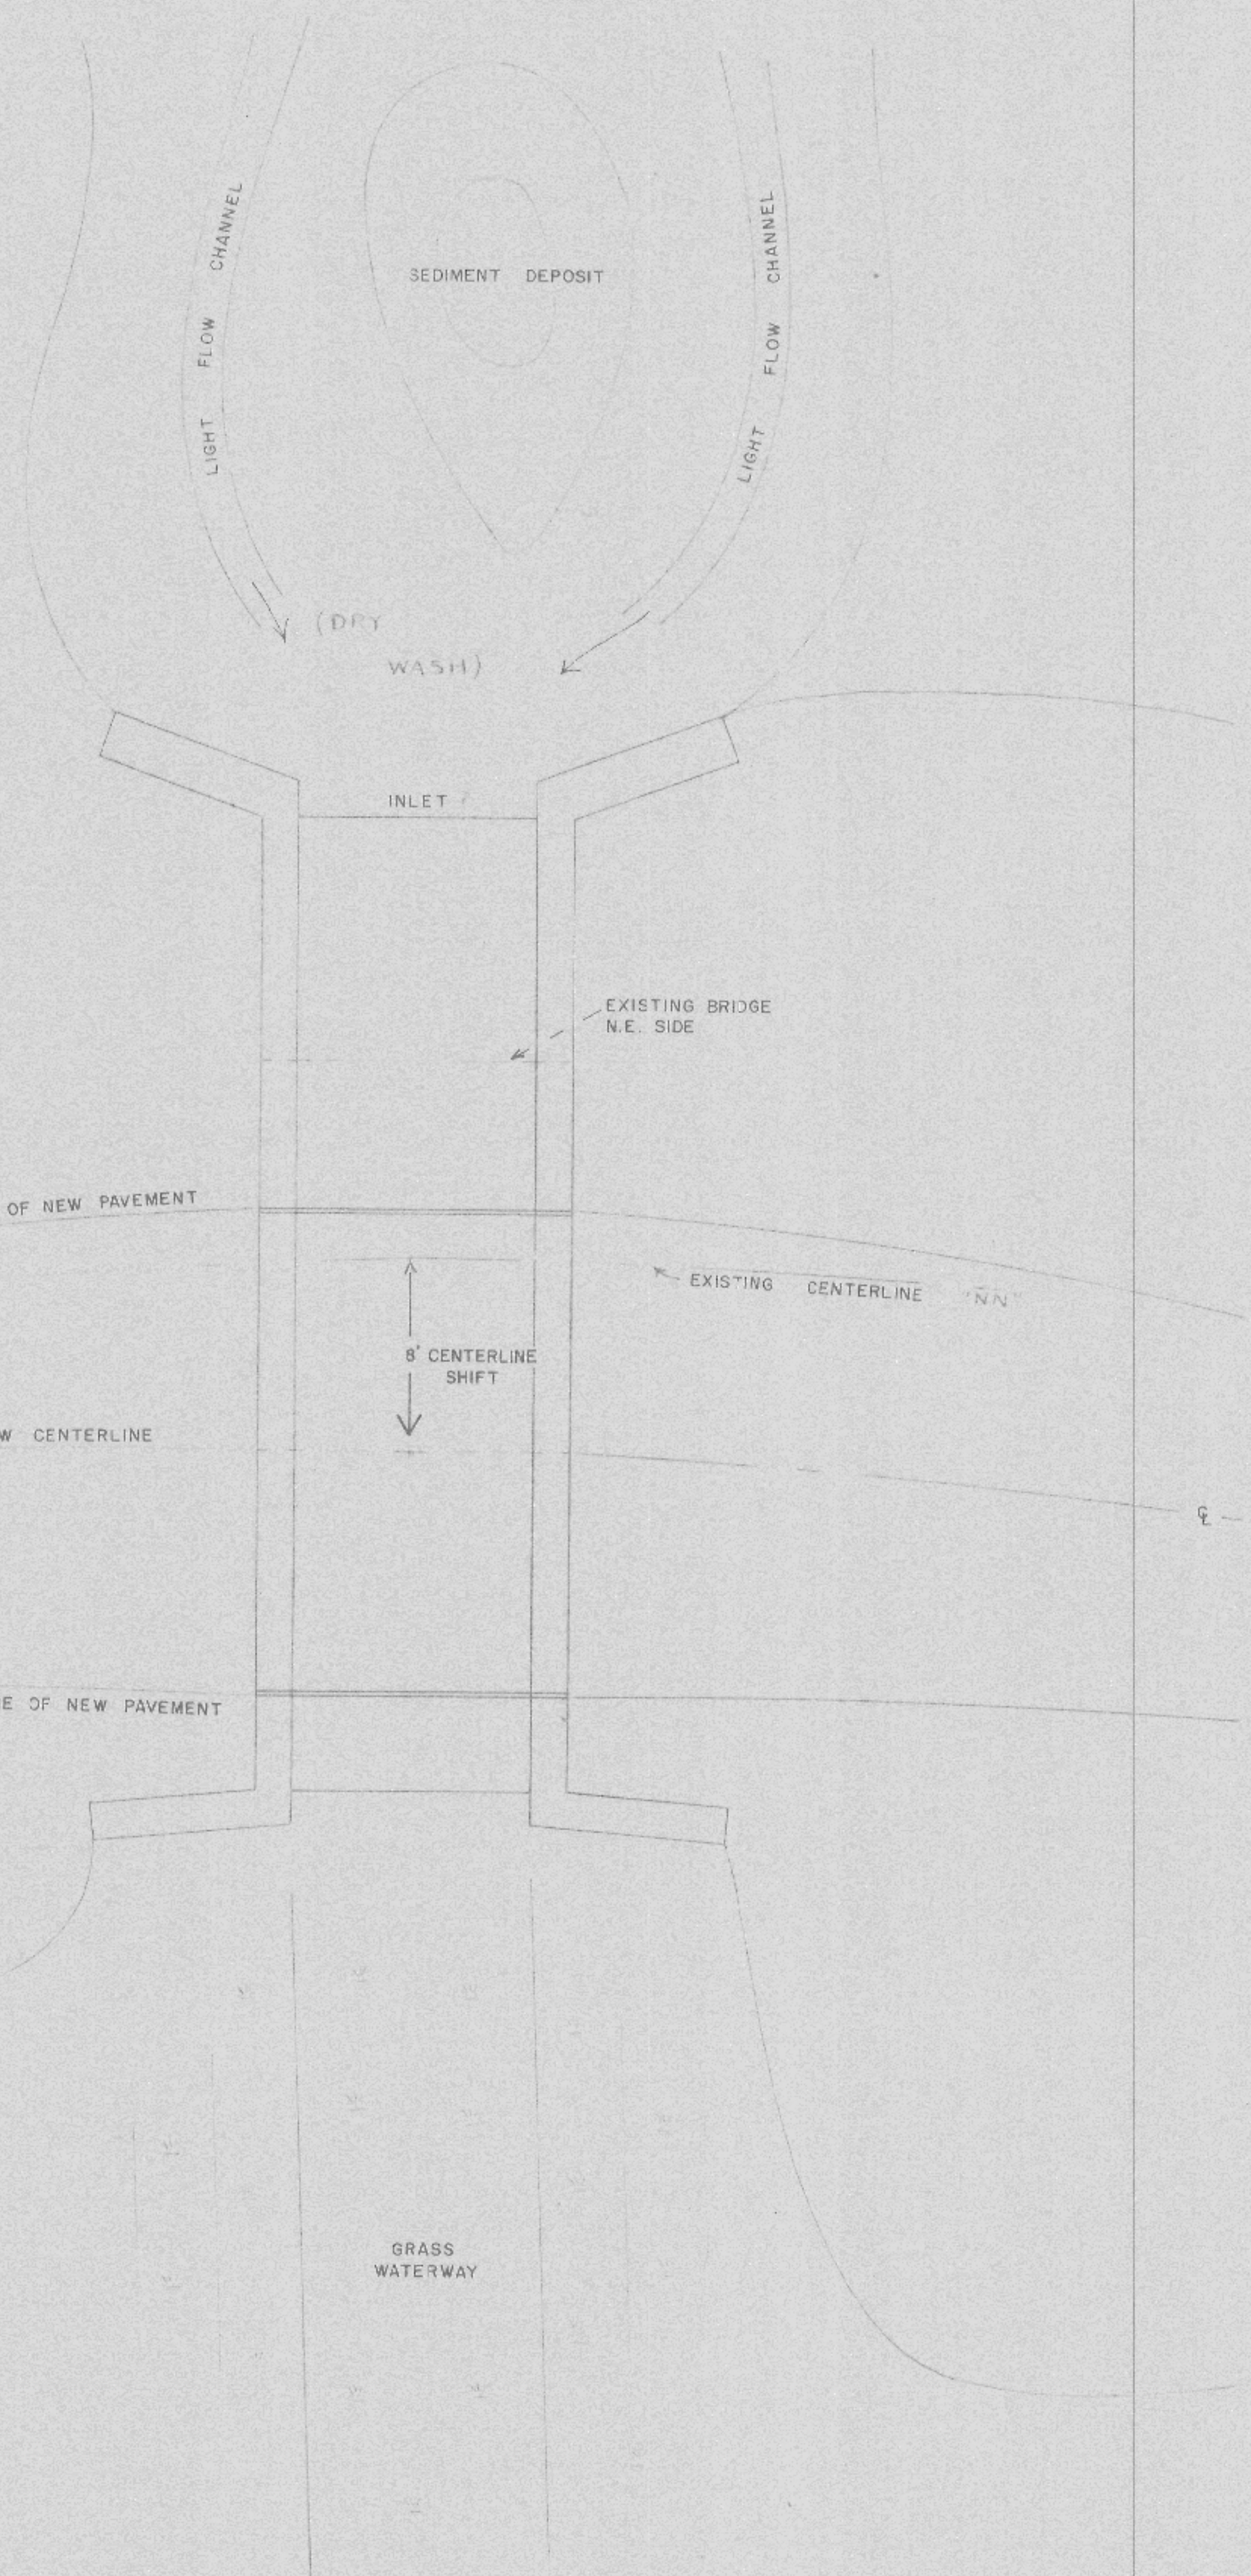 LIGHT FLOW CHANNEL
SEDIMENT DEPOSIT
LIGHT FLOW CHANNEL
(DRY
WASH)
INLET
EXISTING BRIDGE
N.E. SIDE
OF NEW PAVEMENT
EXISTING CENTERLINE "NN"
8' CENTERLINE
SHIFT
W CENTERLINE
℄
E OF NEW PAVEMENT
GRASS
WATERWAY